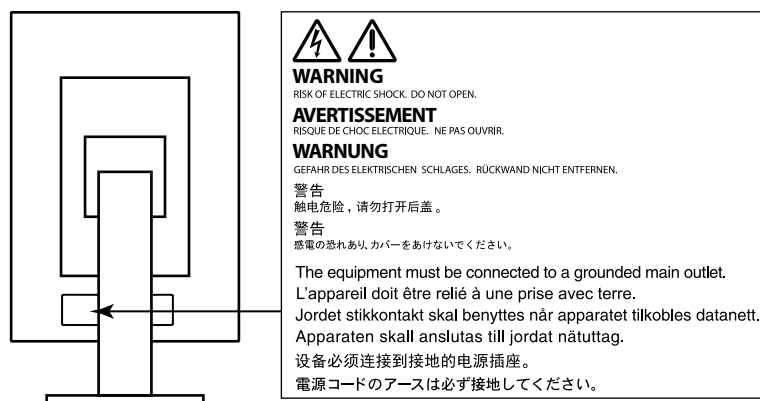 WARNING
RISK OF ELECTRIC SHOCK. DO NOT OPEN.
AVERTISSEMENT
RISQUE DE CHOC ELECTRIQUE. NE PAS OUVRIR.
WARNUNG
GEFAHR DES ELEKTRISCHEN SCHLAGES. RÜCKWAND NICHT ENTFERNEN.
警告
触电危险，请勿打开后盖。
警告
感電の恐れあり、カバーをあけないでください。
The equipment must be connected to a grounded main outlet.
L'appareil doit être relié à une prise avec terre.
Jordet stikkontakt skal benyttes når apparatet tilkobles datanett.
Apparaten skall anslutas till jordat nätuttag.
设备必须连接到接地的电源插座。
電源コードのアースは必ず接地してください。